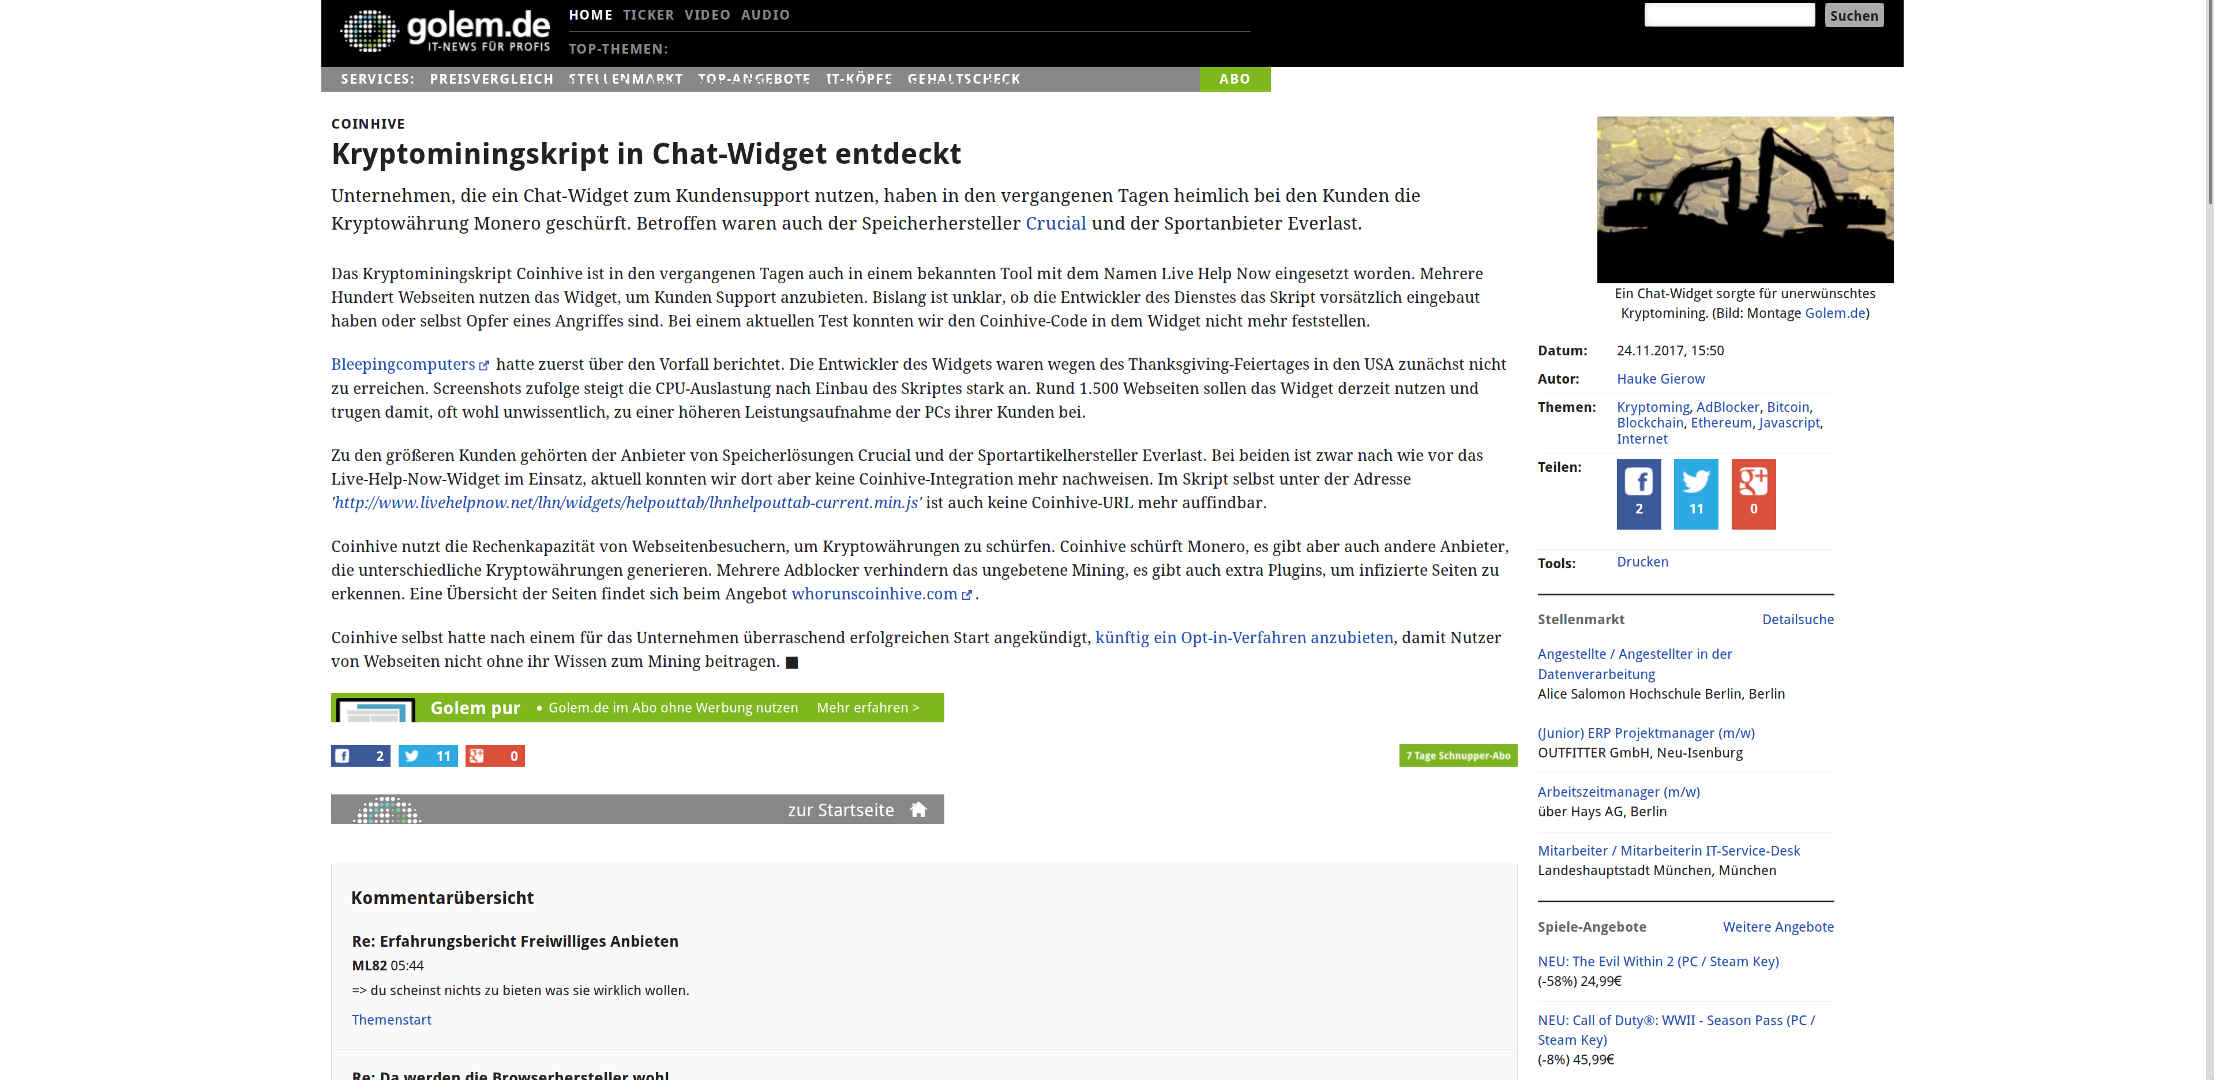 golem.de
IT-NEWS FÜR PROFIS
HOME TICKER VIDEO AUDIO
TOP-THEMEN:
Suchen
SERVICES: PREISVERGLEICH STELLENMARKT TOP-ANGEBOTE IT-KÖPFE GEHALTSCHECK ABO
COINHIVE
Kryptominingskript in Chat-Widget entdeckt
Unternehmen, die ein Chat-Widget zum Kundensupport nutzen, haben in den vergangenen Tagen heimlich bei den Kunden die
Kryptowährung Monero geschürft. Betroffen waren auch der Speicherhersteller Crucial und der Sportanbieter Everlast.
Das Kryptominingskript Coinhive ist in den vergangenen Tagen auch in einem bekannten Tool mit dem Namen Live Help Now eingesetzt worden. Mehrere
Hundert Webseiten nutzen das Widget, um Kunden Support anzubieten. Bislang ist unklar, ob die Entwickler des Dienstes das Skript vorsätzlich eingebaut
haben oder selbst Opfer eines Angriffes sind. Bei einem aktuellen Test konnten wir den Coinhive-Code in dem Widget nicht mehr feststellen.
Bleepingcomputers hatte zuerst über den Vorfall berichtet. Die Entwickler des Widgets waren wegen des Thanksgiving-Feiertages in den USA zunächst nicht
zu erreichen. Screenshots zufolge steigt die CPU-Auslastung nach Einbau des Skriptes stark an. Rund 1.500 Webseiten sollen das Widget derzeit nutzen und
trugen damit, oft wohl unwissentlich, zu einer höheren Leistungsaufnahme der PCs ihrer Kunden bei.
Zu den größeren Kunden gehörten der Anbieter von Speicherlösungen Crucial und der Sportartikelhersteller Everlast. Bei beiden ist zwar nach wie vor das
Live-Help-Now-Widget im Einsatz, aktuell konnten wir dort aber keine Coinhive-Integration mehr nachweisen. Im Skript selbst unter der Adresse
'http://www.livehelpnow.net/lhn/widgets/helpouttab/lhnhelpouttab-current.min.js' ist auch keine Coinhive-URL mehr auffindbar.
Coinhive nutzt die Rechenkapazität von Webseitenbesuchern, um Kryptowährungen zu schürfen. Coinhive schürft Monero, es gibt aber auch andere Anbieter,
die unterschiedliche Kryptowährungen generieren. Mehrere Adblocker verhindern das ungebetene Mining, es gibt auch extra Plugins, um infizierte Seiten zu
erkennen. Eine Übersicht der Seiten findet sich beim Angebot whorunscoinhive.com .
Coinhive selbst hatte nach einem für das Unternehmen überraschend erfolgreichen Start angekündigt, künftig ein Opt-in-Verfahren anzubieten, damit Nutzer
von Webseiten nicht ohne ihr Wissen zum Mining beitragen. ■
Golem pur • Golem.de im Abo ohne Werbung nutzen Mehr erfahren >
2 11 0
7 Tage Schnupper-Abo
zur Startseite
Kommentarübersicht
Re: Erfahrungsbericht Freiwilliges Anbieten
ML82 05:44
=> du scheinst nichts zu bieten was sie wirklich wollen.
Themenstart
Re: Da werden die Browserhersteller wohl
Ein Chat-Widget sorgte für unerwünschtes
Kryptomining. (Bild: Montage Golem.de)
Datum: 24.11.2017, 15:50
Autor: Hauke Gierow
Themen: Kryptoming, AdBlocker, Bitcoin,
Blockchain, Ethereum, Javascript,
Internet
Teilen:
2 11 0
Tools: Drucken
Stellenmarkt Detailsuche
Angestellte / Angestellter in der
Datenverarbeitung
Alice Salomon Hochschule Berlin, Berlin
(Junior) ERP Projektmanager (m/w)
OUTFITTER GmbH, Neu-Isenburg
Arbeitszeitmanager (m/w)
über Hays AG, Berlin
Mitarbeiter / Mitarbeiterin IT-Service-Desk
Landeshauptstadt München, München
Spiele-Angebote Weitere Angebote
NEU: The Evil Within 2 (PC / Steam Key)
(-58%) 24,99€
NEU: Call of Duty®: WWII - Season Pass (PC /
Steam Key)
(-8%) 45,99€